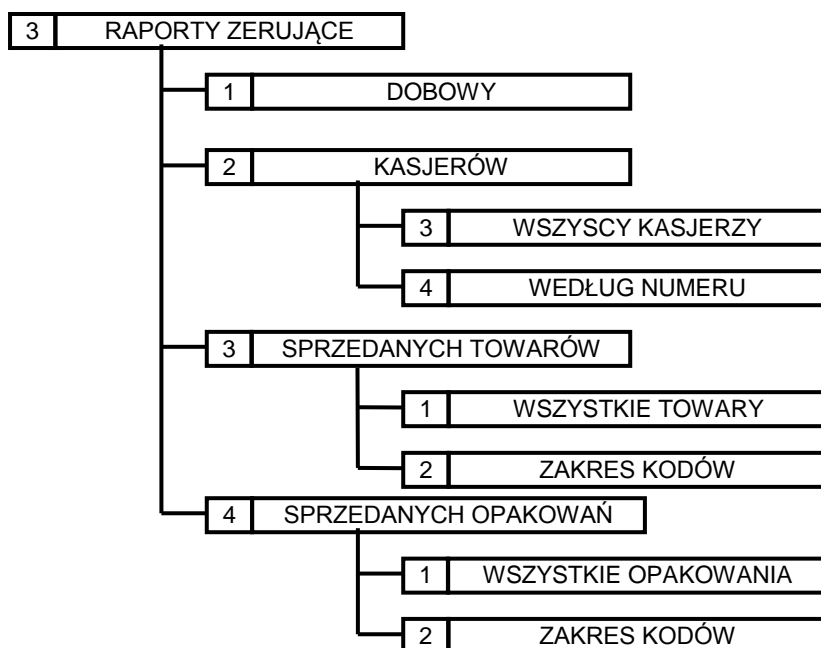 3 RAPORTY ZERUJĄCE
1 DOBOWY
2 KASJERÓW
3 WSZYSCY KASJERZY
4 WEDŁUG NUMERU
3 SPRZEDANYCH TOWARÓW
1 WSZYSTKIE TOWARY
2 ZAKRES KODÓW
4 SPRZEDANYCH OPAKOWAŃ
1 WSZYSTKIE OPAKOWANIA
2 ZAKRES KODÓW